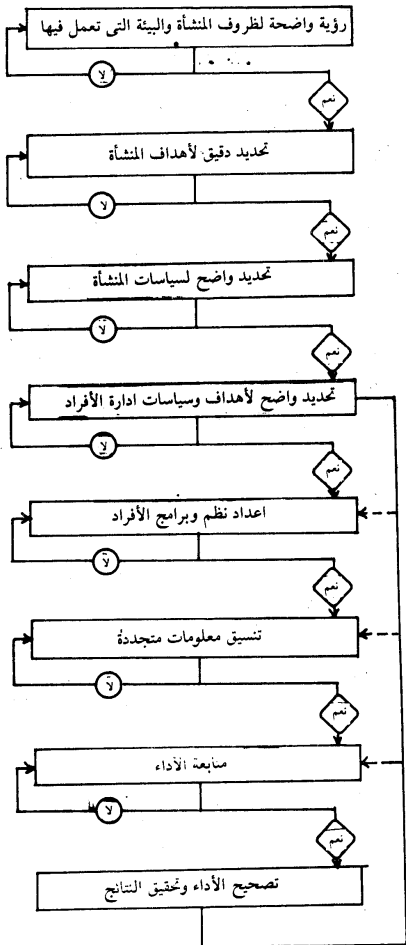 رؤية واضحة لظروف المنشأة والبيئة التى تعمل فيها
لا
نعم
تحديد دقيق لأهداف المنشأة
لا
نعم
تحديد واضح لسياسات المنشأة
لا
نعم
تحديد واضح لأهداف وسياسات ادارة الأفراد
لا
نعم
اعداد نظم وبرامج الأفراد
لا
نعم
تنسيق معلومات متجددة
لا
نعم
متابعة الأداء
لا
نعم
تصحيح الأداء وتحقيق النتائج